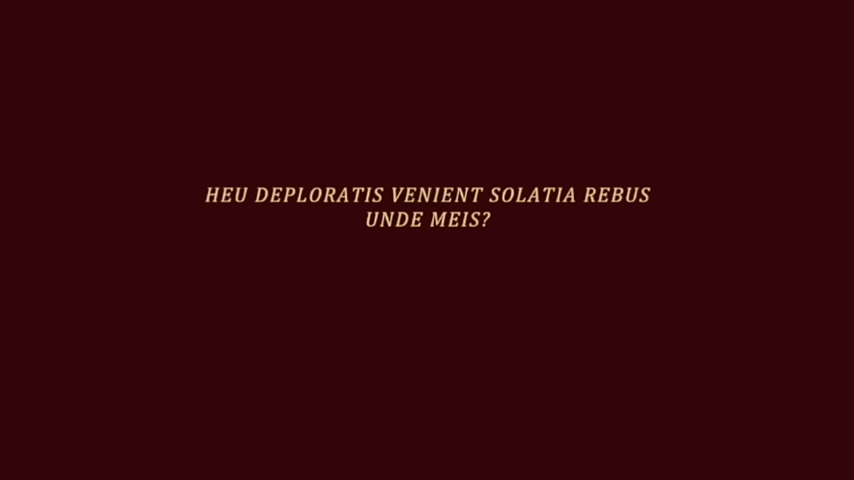 HEU DEPLORATIS VENIENT SOLATIA REBUS
UNDE MEIS?